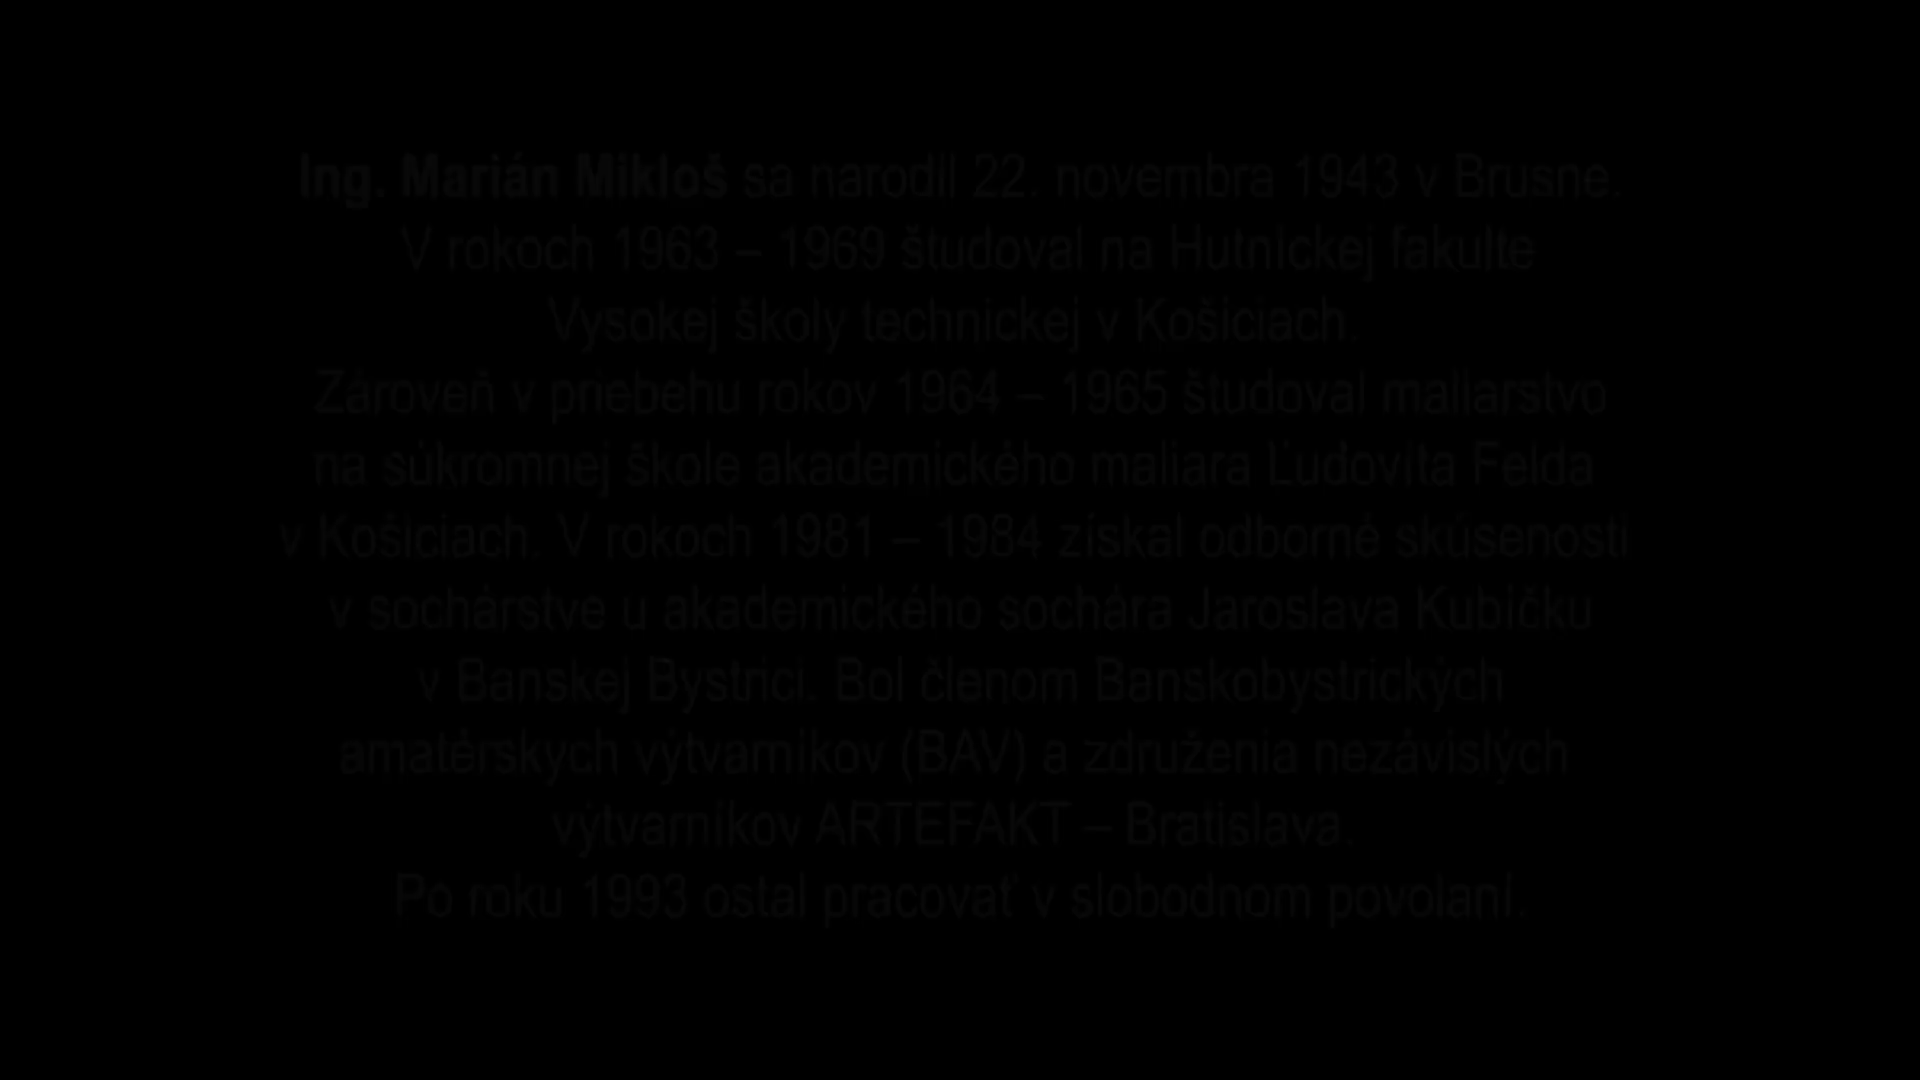 Ing. Marián Mikloš sa narodil 22. novembra 1943 v Brusne.
V rokoch 1963 – 1969 študoval na Hutníckej fakulte
Vysokej školy technickej v Košiciach.
Zároveň v priebehu rokov 1964 – 1965 študoval maliarstvo
na súkromnej škole akademického maliara Ľudovíta Felda
v Košiciach. V rokoch 1981 – 1984 získal odborné skúsenosti
v sochárstve u akademického sochára Jaroslava Kubičku
v Banskej Bystrici. Bol členom Banskobystrických
amatérskych výtvarníkov (BAV) a združenia nezávislých
výtvarníkov ARTEFAKT – Bratislava.
Po roku 1993 ostal pracovať v slobodnom povolaní.